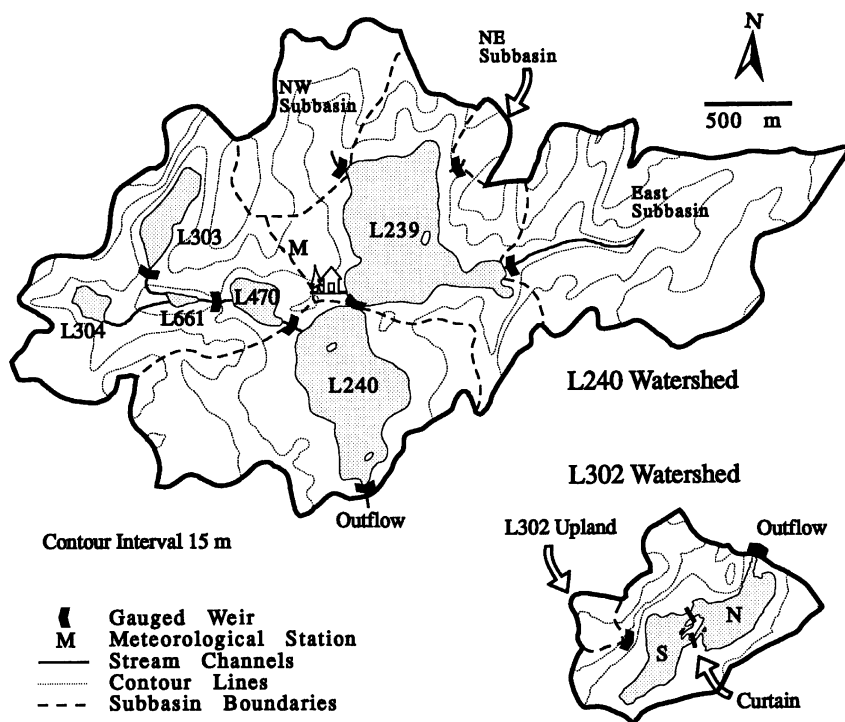 NE
Subbasin
N
500 m
NW
Subbasin
East
Subbasin
L303
M
L239
L304
L661
L470
L240
L240 Watershed
L302 Watershed
Outflow
Contour Interval 15 m
L302 Upland
Outflow
N
S
Curtain
Gauged Weir
M Meteorological Station
Stream Channels
Contour Lines
Subbasin Boundaries